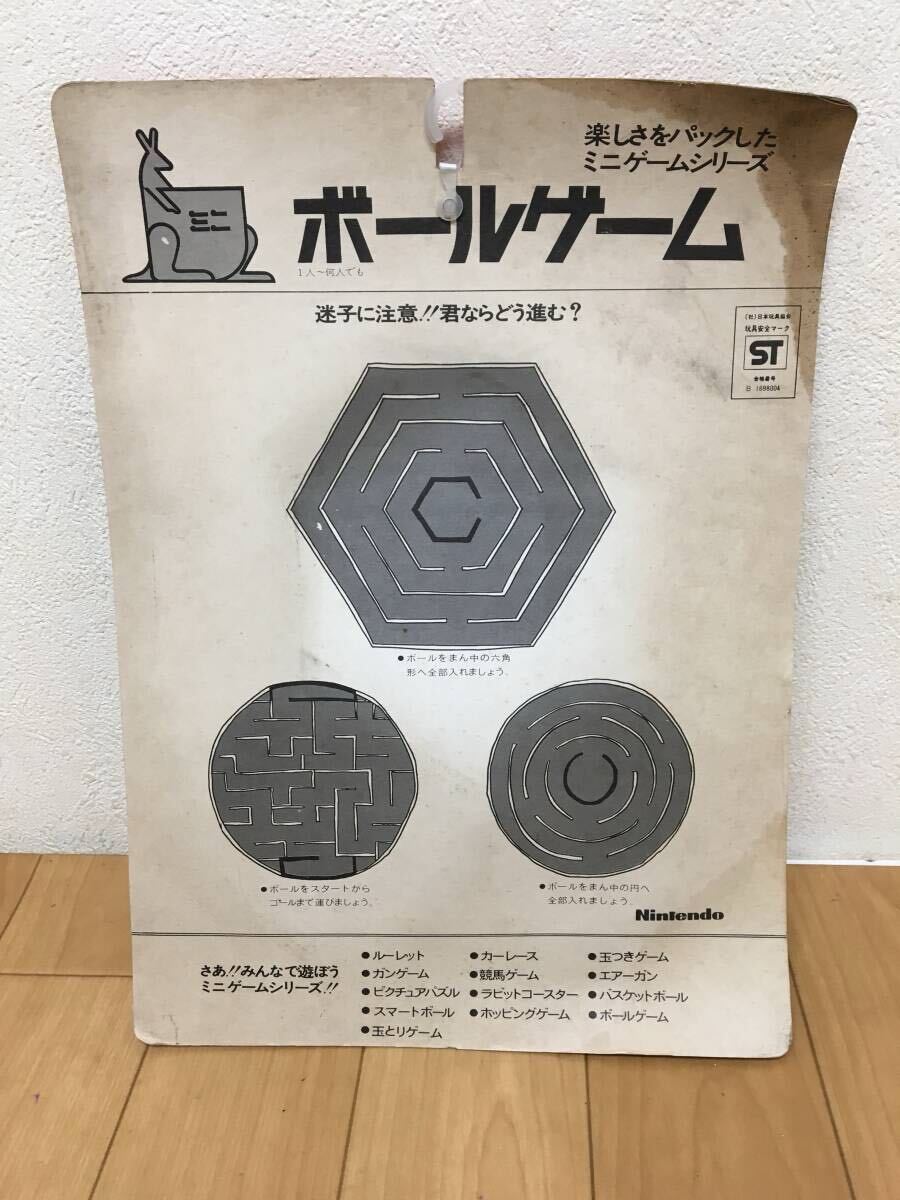 楽しさをパックした
ミニゲームシリーズ
ミニ
ボールゲーム
1人〜何人でも
迷子に注意!!君ならどう進む?
(社)日本玩具協会
玩具安全マーク
ST
合格番号
B 1698004
●ボールをまん中の六角
形へ全部入れましょう。
●ボールをスタートから
ゴールまで運びましょう。
●ボールをまん中の円へ
全部入れましょう。
Nintendo
さあ!!みんなで遊ぼう
ミニゲームシリーズ!!
●ルーレット
●ガンゲーム
●ピクチュアパズル
●スマートボール
●玉とりゲーム
●カーレース
●競馬ゲーム
●ラビットコースター
●ホッピングゲーム
●玉つきゲーム
●エアーガン
●バスケットボール
●ボールゲーム